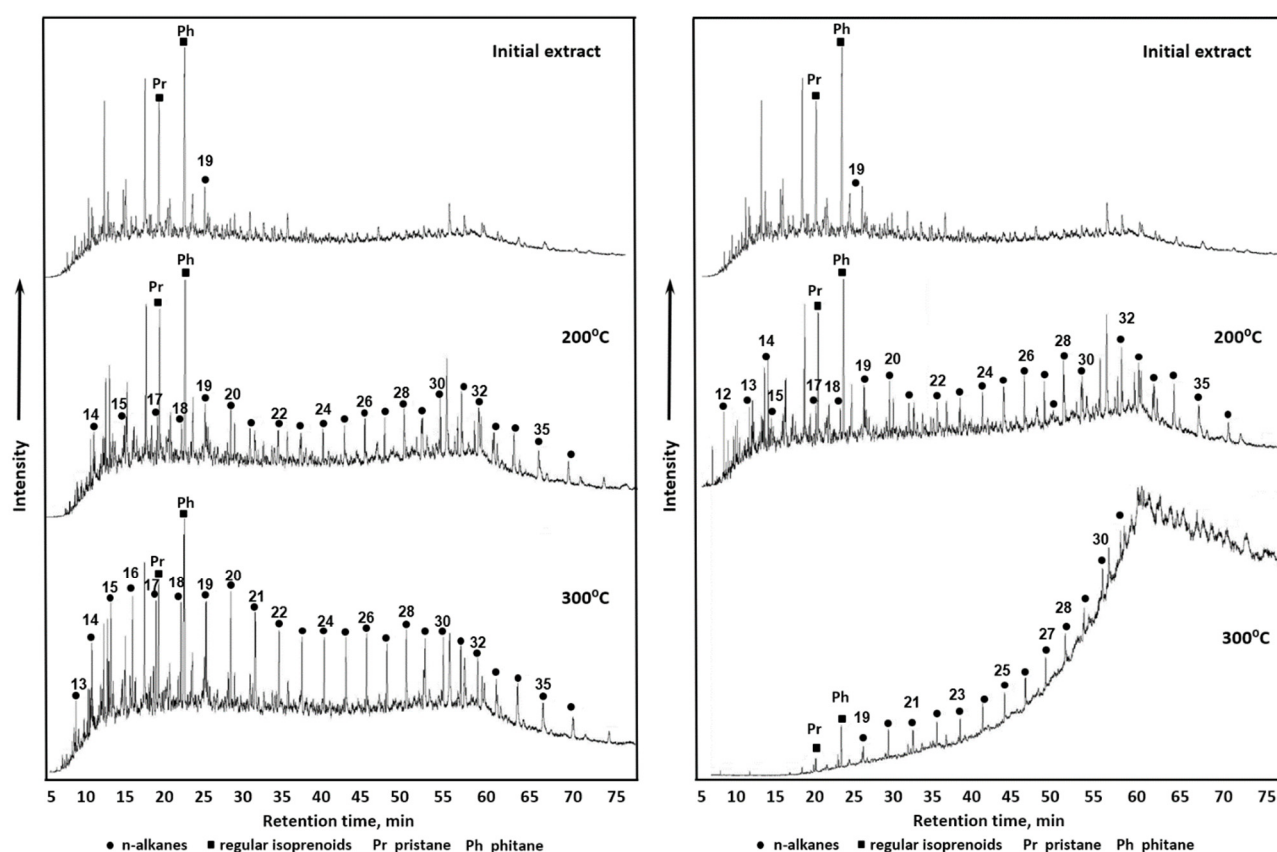 Ph
Initial extract
Pr
19
Ph
Pr
200°C
14
15
17
18
19
20
22
24
26
28
30
32
35
Ph
Pr
300°C
13
14
15
16
17
18
19
20
21
22
24
26
28
30
32
35
Intensity
5 10 15 20 25 30 35 40 45 50 55 60 65 70 75
Retention time, min
n-alkanes regular isoprenoids Pr pristane Ph phitane
Ph
Initial extract
Pr
19
Ph
Pr
200°C
12
13
14
15
17
18
19
20
22
24
26
28
30
32
35
300°C
Pr
Ph
19
21
23
25
27
28
30
Intensity
5 10 15 20 25 30 35 40 45 50 55 60 65 70 75
Retention time, min
n-alkanes regular isoprenoids Pr pristane Ph phitane